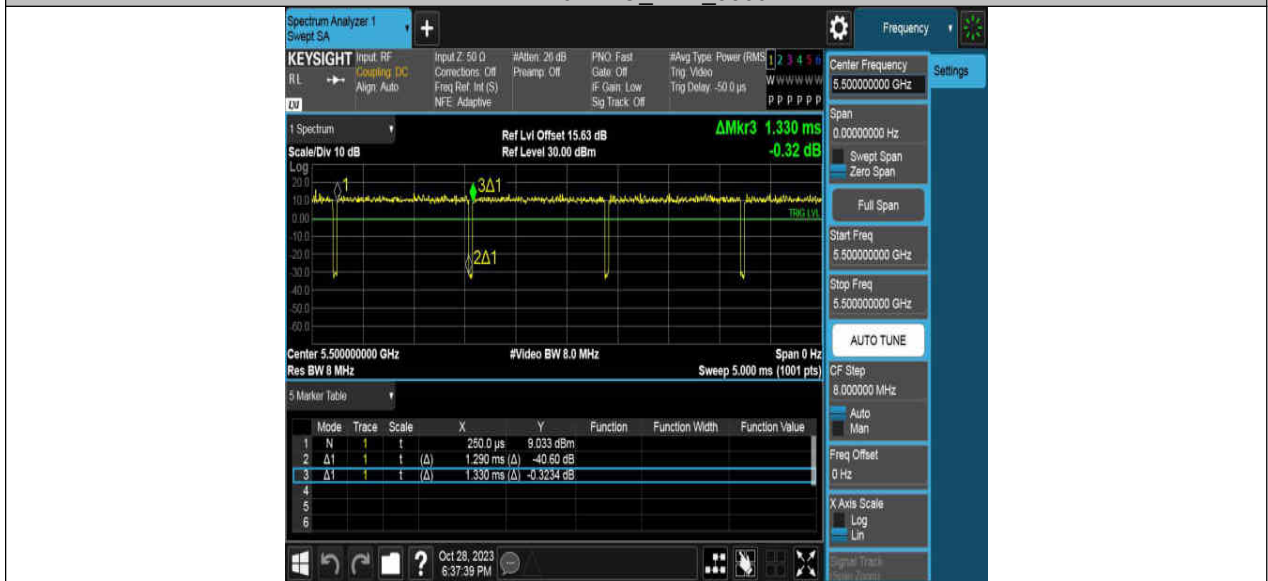 Spectrum Analyzer 1
Swept SA
+
Frequency
KEYSIGHT
RL
LXI
Input: RF
Coupling: DC
Align: Auto
Input Z: 50 Ω
Corrections: Off
Freq Ref: Int (S)
NFE: Adaptive
#Atten: 26 dB
Preamp: Off
PNO: Fast
Gate: Off
IF Gain: Low
Sig Track: Off
#Avg Type: Power (RMS
Trig: Video
Trig Delay: -50.0 µs
1 2 3 4 5 6
W W W W W W
P P P P P P
Center Frequency
5.500000000 GHz
Settings
Span
0.00000000 Hz
Swept Span
Zero Span
Full Span
Start Freq
5.500000000 GHz
Stop Freq
5.500000000 GHz
AUTO TUNE
CF Step
8.000000 MHz
Auto
Man
Freq Offset
0 Hz
X Axis Scale
Log
Lin
Signal Track
1 Spectrum
Scale/Div 10 dB
Ref Lvl Offset 15.63 dB
Ref Level 30.00 dBm
ΔMkr3 1.330 ms
-0.32 dB
Log
20.0
10.0
0.00
-10.0
-20.0
-30.0
-40.0
-50.0
-60.0
1
3Δ1
2Δ1
TRIG LVL
Center 5.500000000 GHz
#Video BW 8.0 MHz
Span 0 Hz
Res BW 8 MHz
Sweep 5.000 ms (1001 pts)
5 Marker Table
Mode Trace Scale X Y Function Function Width Function Value
1 N 1 t 250.0 µs 9.033 dBm
2 Δ1 1 t (Δ) 1.290 ms (Δ) -40.60 dB
3 Δ1 1 t (Δ) 1.330 ms (Δ) -0.3234 dB
4
5
6
?
Oct 28, 2023
6:37:39 PM